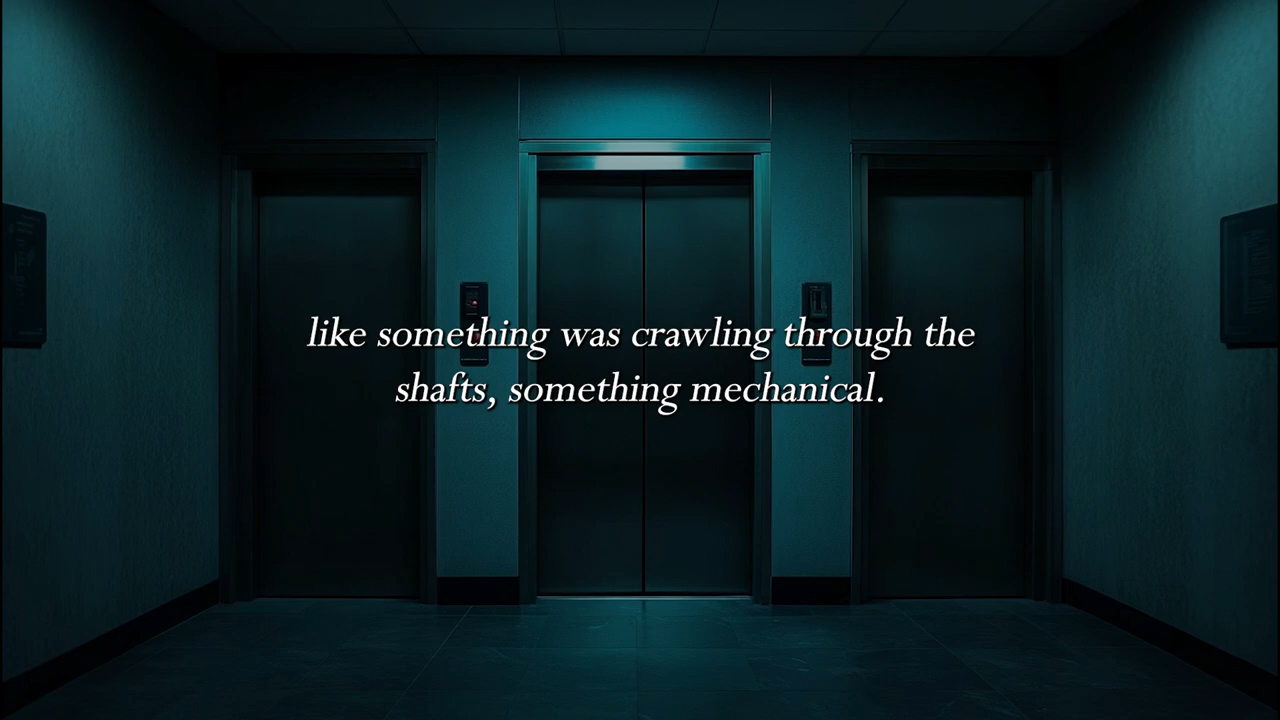 like something was crawling through the
shafts, something mechanical.